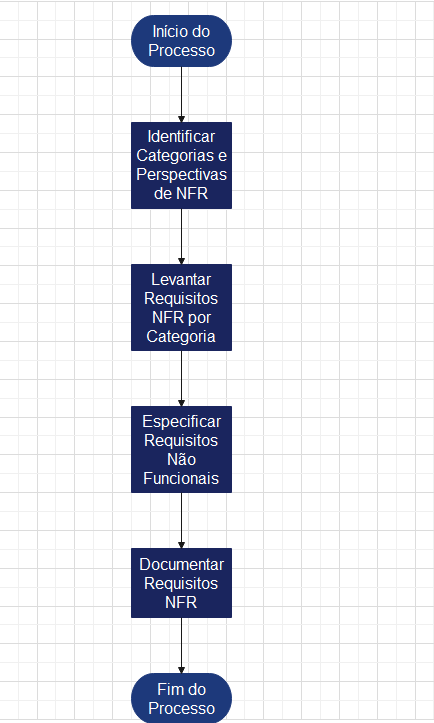 Início do
Processo
Identificar
Categorias e
Perspectivas
de NFR
Levantar
Requisitos
NFR por
Categoria
Especificar
Requisitos
Não
Funcionais
Documentar
Requisitos
NFR
Fim do
Processo